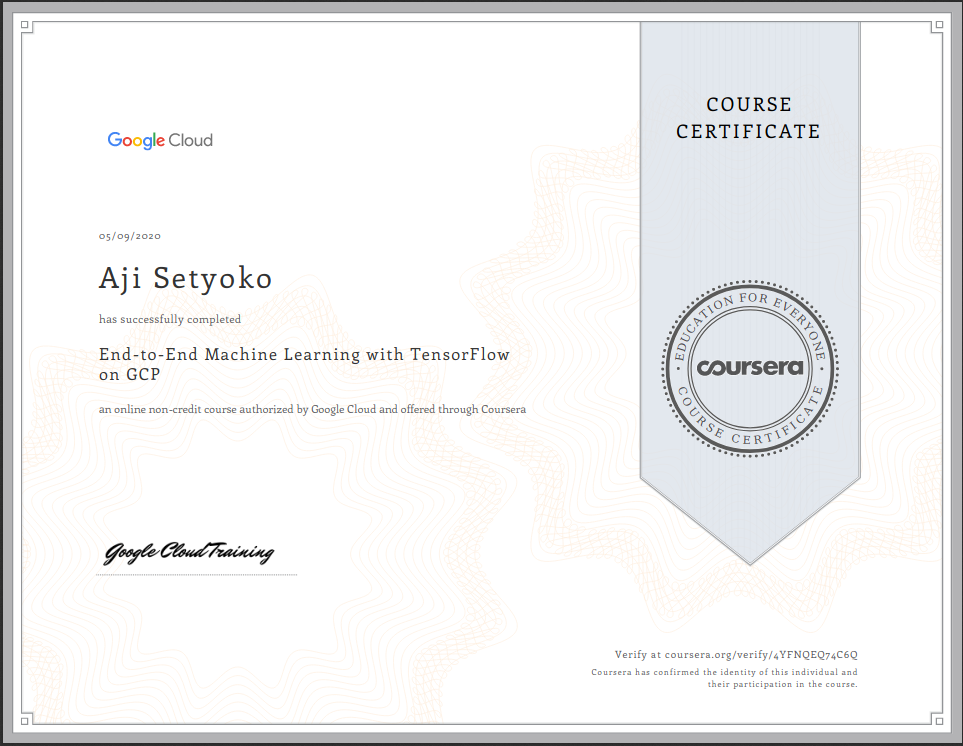 COURSE
CERTIFICATE
Google Cloud
05/09/2020
Aji Setyoko
has successfully completed
End-to-End Machine Learning with TensorFlow
on GCP
an online non-credit course authorized by Google Cloud and offered through Coursera
EDUCATION FOR EVERYONE
coursera
COURSE CERTIFICATE
Google Cloud Training
Verify at coursera.org/verify/4YFNQEQ74C6Q
Coursera has confirmed the identity of this individual and
their participation in the course.